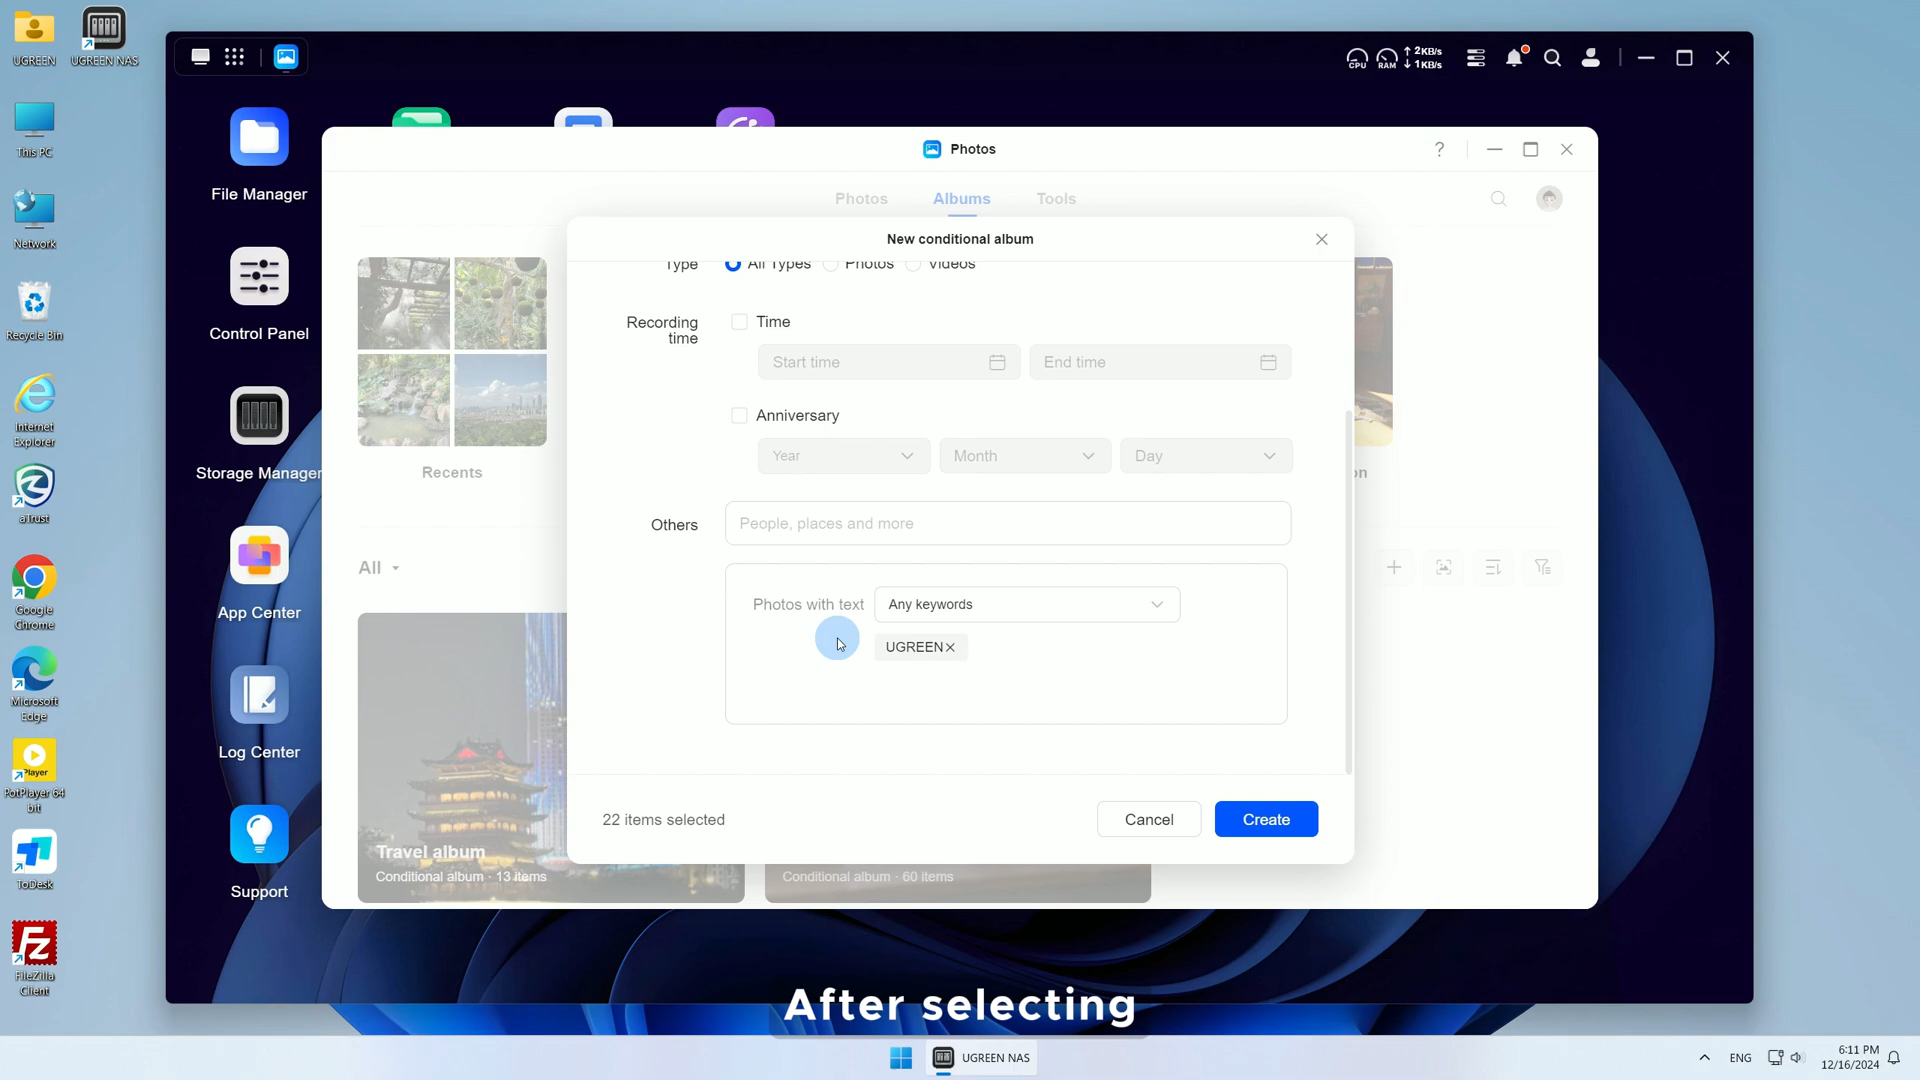 UGREEN
UGREEN NAS
This PC
Network
Recycle Bin
Internet
Explorer
aTrust
Google
Chrome
Microsoft
Edge
Player
PotPlayer 64
bit
ToDesk
FileZilla
Client
CPU
RAM
2KB/s
1KB/s
File Manager
Control Panel
Storage Manager
App Center
Log Center
Support
Photos
?
Photos
Albums
Tools
Recents
on
All
Travel album
Conditional album · 13 items
Conditional album · 60 items
New conditional album
Type
All Types
Photos
Videos
Recording
time
Time
Start time
End time
Anniversary
Year
Month
Day
Others
People, places and more
Photos with text
Any keywords
UGREEN
22 items selected
Cancel
Create
After selecting
UGREEN NAS
ENG
6:11 PM
12/16/2024